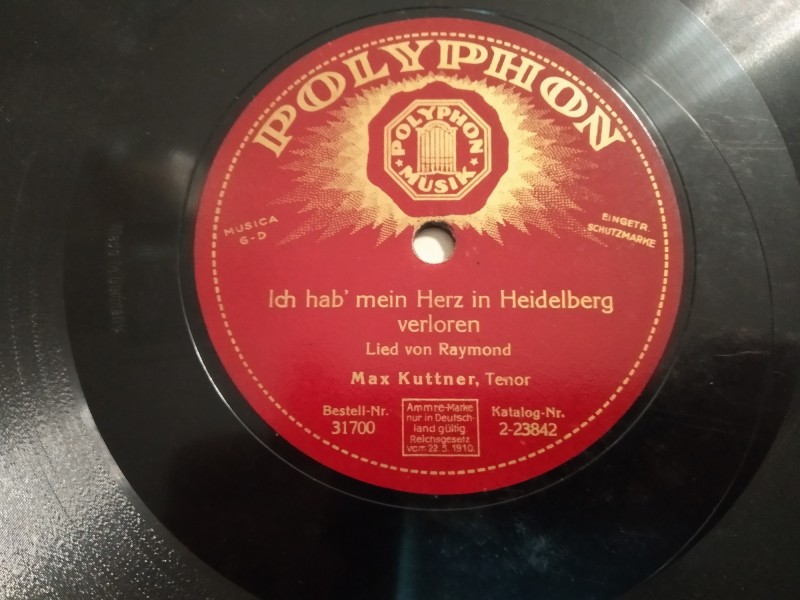 POLYPHON
POLYPHON
MUSIK
MUSICA
6-D
EINGETR.
SCHUTZMARKE
Ich hab' mein Herz in Heidelberg
verloren
Lied von Raymond
Max Kuttner, Tenor
Bestell-Nr.
31700
Ammre-Marke
nur in Deutsch-
land gültig.
Reichsgesetz
vom 22.5.1910.
Katalog-Nr.
2-23842